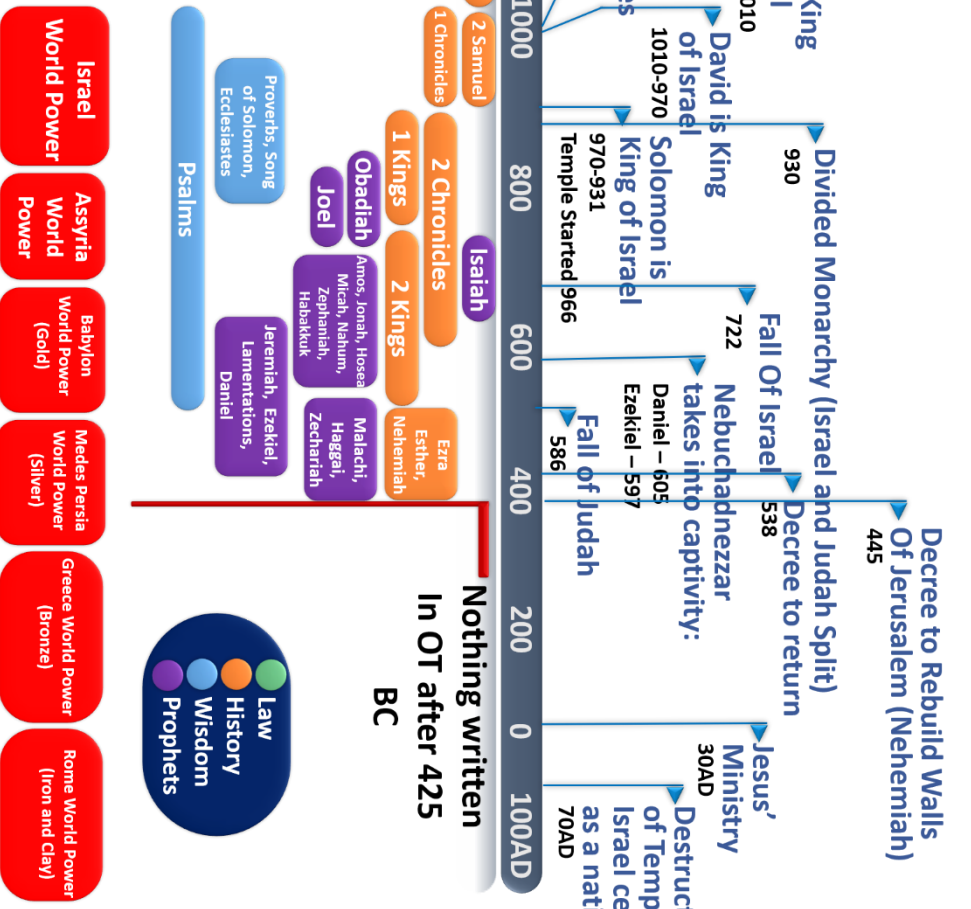 Decree to Rebuild Walls
Of Jerusalem (Nehemiah)
445
Divided Monarchy (Israel and Judah Split)
930
King
l
010
Decree to return
538
Fall Of Israel
722
Jesus’
Ministry
30AD
David is King
of Israel
1010-970
Nebuchadnezzar
takes into captivity:
Daniel – 605
Ezekiel – 597
Destruct
of Temp
Israel ce
as a nati
70AD
es
Solomon is
King of Israel
970-931
Temple Started 966
Fall of Judah
586
1000
800
600
400
200
0
100AD
2 Samuel
Isaiah
Nothing written
In OT after 425
BC
1 Chronicles
2 Chronicles
1 Kings
2 Kings
Ezra
Esther,
Nehemiah
Obadiah
Joel
Amos, Jonah, Hosea
Micah, Nahum,
Zephaniah,
Habakkuk
Malachi,
Haggai,
Zechariah
Proverbs, Song
of Solomon,
Ecclesiastes
Jeremiah, Ezekiel,
Lamentations,
Daniel
Law
History
Wisdom
Prophets
Psalms
Israel
World Power
Assyria
World
Power
Babylon
World Power
(Gold)
Medes Persia
World Power
(Silver)
Greece World Power
(Bronze)
Rome World Power
(Iron and Clay)